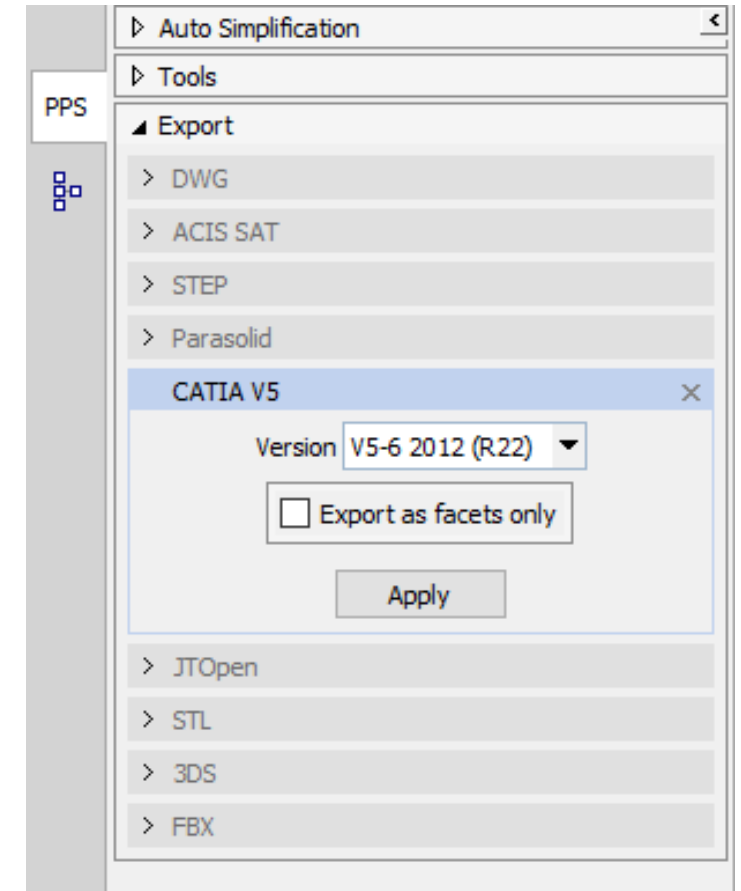 Auto Simplification
Tools
PPS
Export
DWG
ACIS SAT
STEP
Parasolid
CATIA V5
Version V5-6 2012 (R22)
Export as facets only
Apply
JTOpen
STL
3DS
FBX